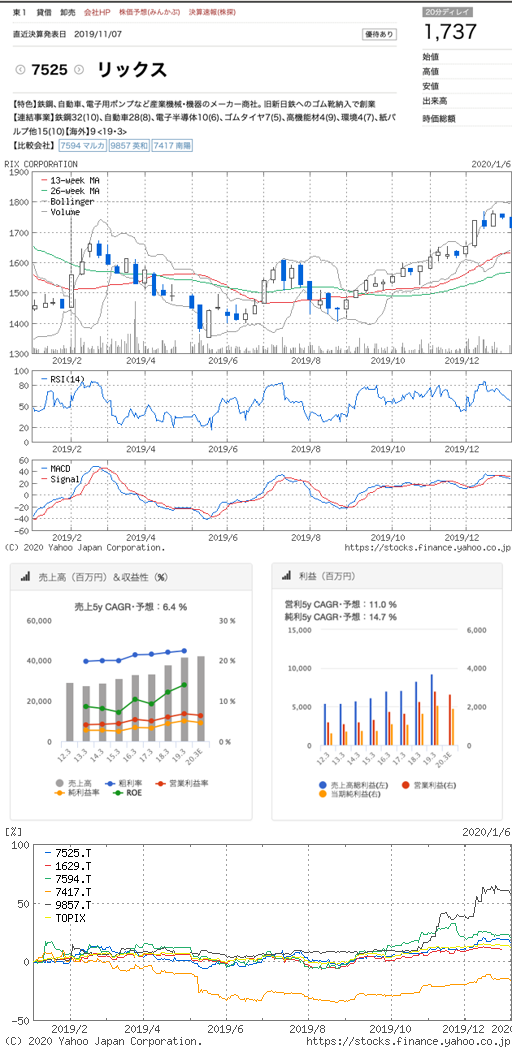 東1 貸借 卸売 会社HP 株価予想(みんかぶ) 決算速報(株探)
20分ディレイ
直近決算発表日 2019/11/07 優待あり
1,737
7525 リックス
始値
高値
安値
出来高
時価総額
【特色】鉄鋼、自動車、電子用ポンプなど産業機械・機器のメーカー商社。旧新日鉄へのゴム靴納入で創業
【連結事業】鉄鋼32(10)、自動車28(8)、電子半導体10(6)、ゴムタイヤ7(5)、高機能材4(9)、環境4(7)、紙パ
ルプ他15(10)【海外】9 <19・3>
【比較会社】 7594 マルカ 9857 英和 7417 南陽
RIX CORPORATION 2020/1/6
1900
1800
1700
1600
1500
1400
1300
13-week MA
26-week MA
Bollinger
Volume
2019/2 2019/4 2019/6 2019/8 2019/10 2019/12
100
80
50
20
0
RSI(14)
2019/2 2019/4 2019/6 2019/8 2019/10 2019/12
60
40
20
0
−20
−40
−60
MACD
Signal
2019/2 2019/4 2019/6 2019/8 2019/10 2019/12
(C) 2020 Yahoo Japan Corporation. https://stocks.finance.yahoo.co.jp
売上高（百万円）＆収益性（%）
売上5y CAGR・予想：6.4 %
60,000 30 %
40,000 20 %
20,000 10 %
0 0 %
12.3 13.3 14.3 15.3 16.3 17.3 18.3 19.3 20.3E
売上高 粗利率 営業利益率
純利益率 ROE
利益（百万円）
営利5y CAGR・予想：11.0 %
純利5y CAGR・予想：14.7 %
15,000 6,000
10,000 4,000
5,000 2,000
0 0
12.3 13.3 14.3 15.3 16.3 17.3 18.3 19.3 20.3E
売上高総利益(左) 営業利益(右)
当期純利益(右)
[%] 2020/1/6
100
50
0
−50
7525.T
1629.T
7594.T
7417.T
9857.T
TOPIX
2019/2 2019/4 2019/6 2019/8 2019/10 2019/12 2020
(C) 2020 Yahoo Japan Corporation. https://stocks.finance.yahoo.co.jp